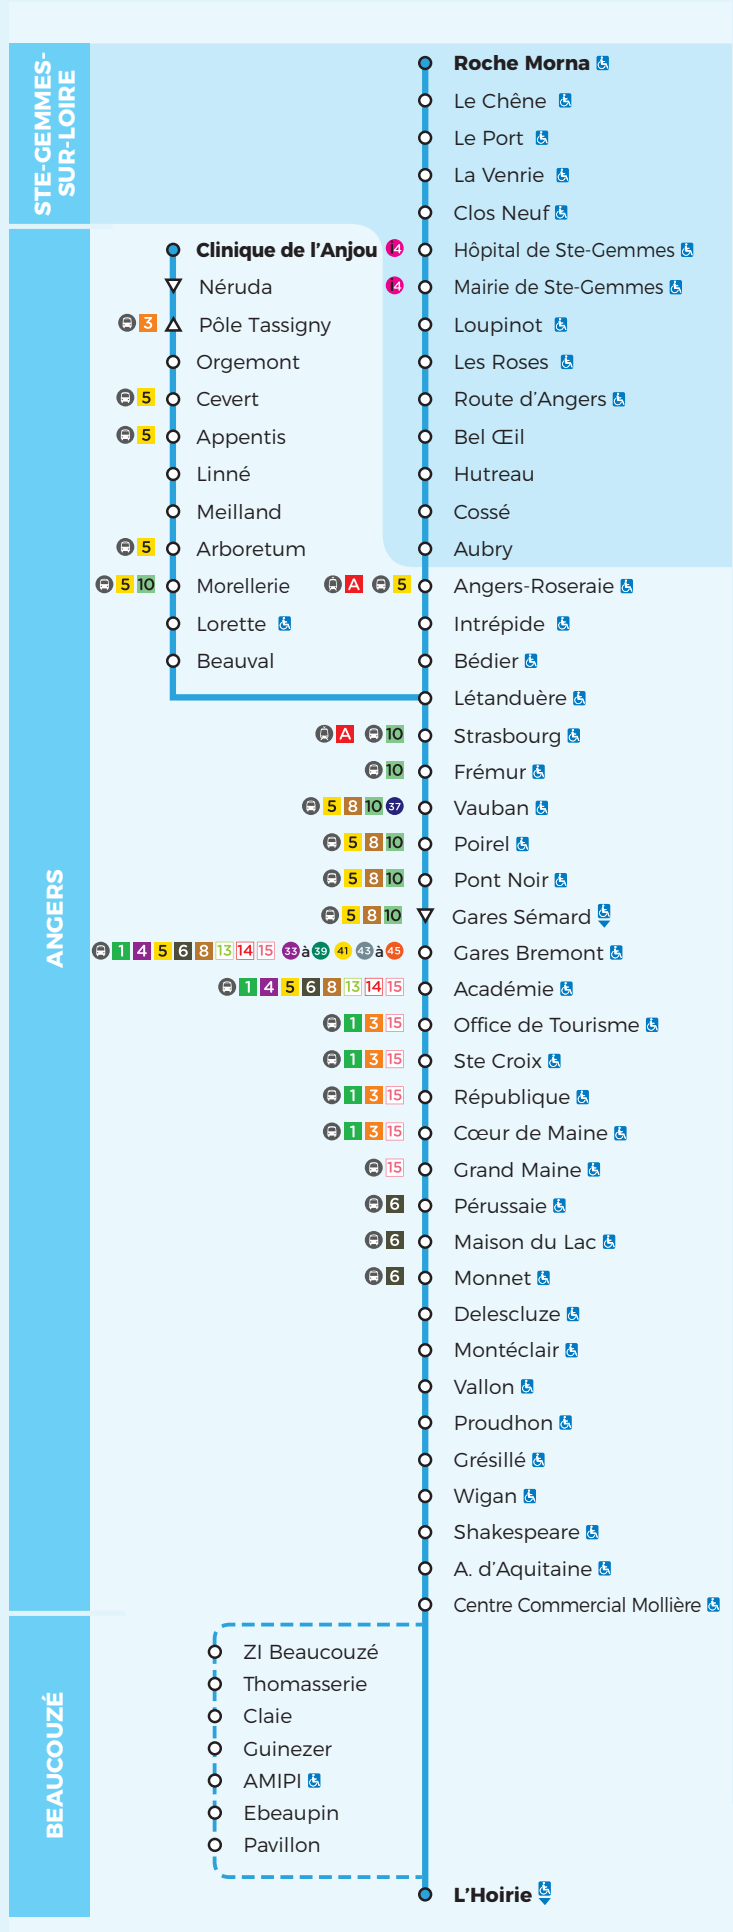 STE-GEMMES-
SUR-LOIRE
Roche Morna
Le Chêne
Le Port
La Venrie
Clos Neuf
i4 Hôpital de Ste-Gemmes
i4 Mairie de Ste-Gemmes
Loupinot
Les Roses
Route d'Angers
Bel Œil
Hutreau
Cossé
Aubry
ANGERS
Clinique de l'Anjou
Néruda
3 Pôle Tassigny
Orgemont
5 Cevert
5 Appentis
Linné
Meilland
5 Arboretum
5 10 Morellerie
Lorette
Beauval
A 5 Angers-Roseraie
Intrépide
Bédier
Létanduère
A 10 Strasbourg
10 Frémur
5 8 10 37 Vauban
5 8 10 Poirel
5 8 10 Pont Noir
5 8 10 Gares Sémard
1 4 5 6 8 13 14 15 33 à 39 41 43 à 45 Gares Bremont
1 4 5 6 8 13 14 15 Académie
1 3 15 Office de Tourisme
1 3 15 Ste Croix
1 3 15 République
1 3 15 Cœur de Maine
15 Grand Maine
6 Pérussaie
6 Maison du Lac
6 Monnet
Delescluze
Montéclair
Vallon
Proudhon
Grésillé
Wigan
Shakespeare
A. d'Aquitaine
Centre Commercial Mollière
BEAUCOUZÉ
ZI Beaucouzé
Thomasserie
Claie
Guinezer
AMIPI
Ebeaupin
Pavillon
L'Hoirie